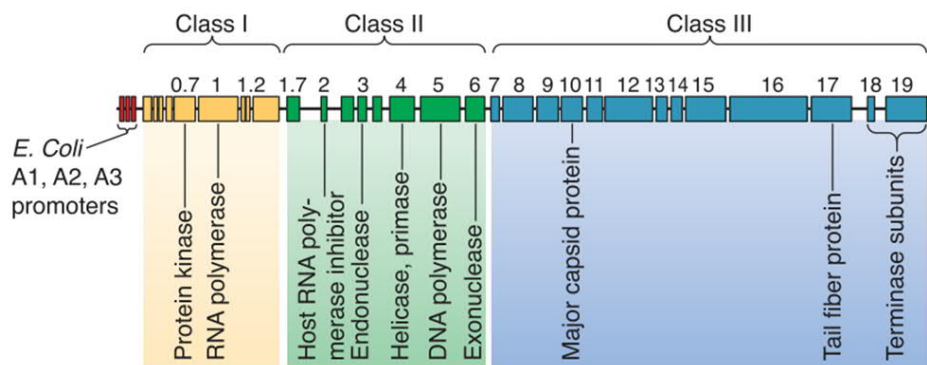 Class I
Class II
Class III
0.7 1 1.2 1.7 2 3 4 5 6 7 8 9 10 11 12 13 14 15 16 17 18 19
E. Coli
A1, A2, A3
promoters
Protein kinase
RNA polymerase
Host RNA poly-
merase inhibitor
Endonuclease
Helicase, primase
DNA polymerase
Exonuclease
Major capsid protein
Tail fiber protein
Terminase subunits